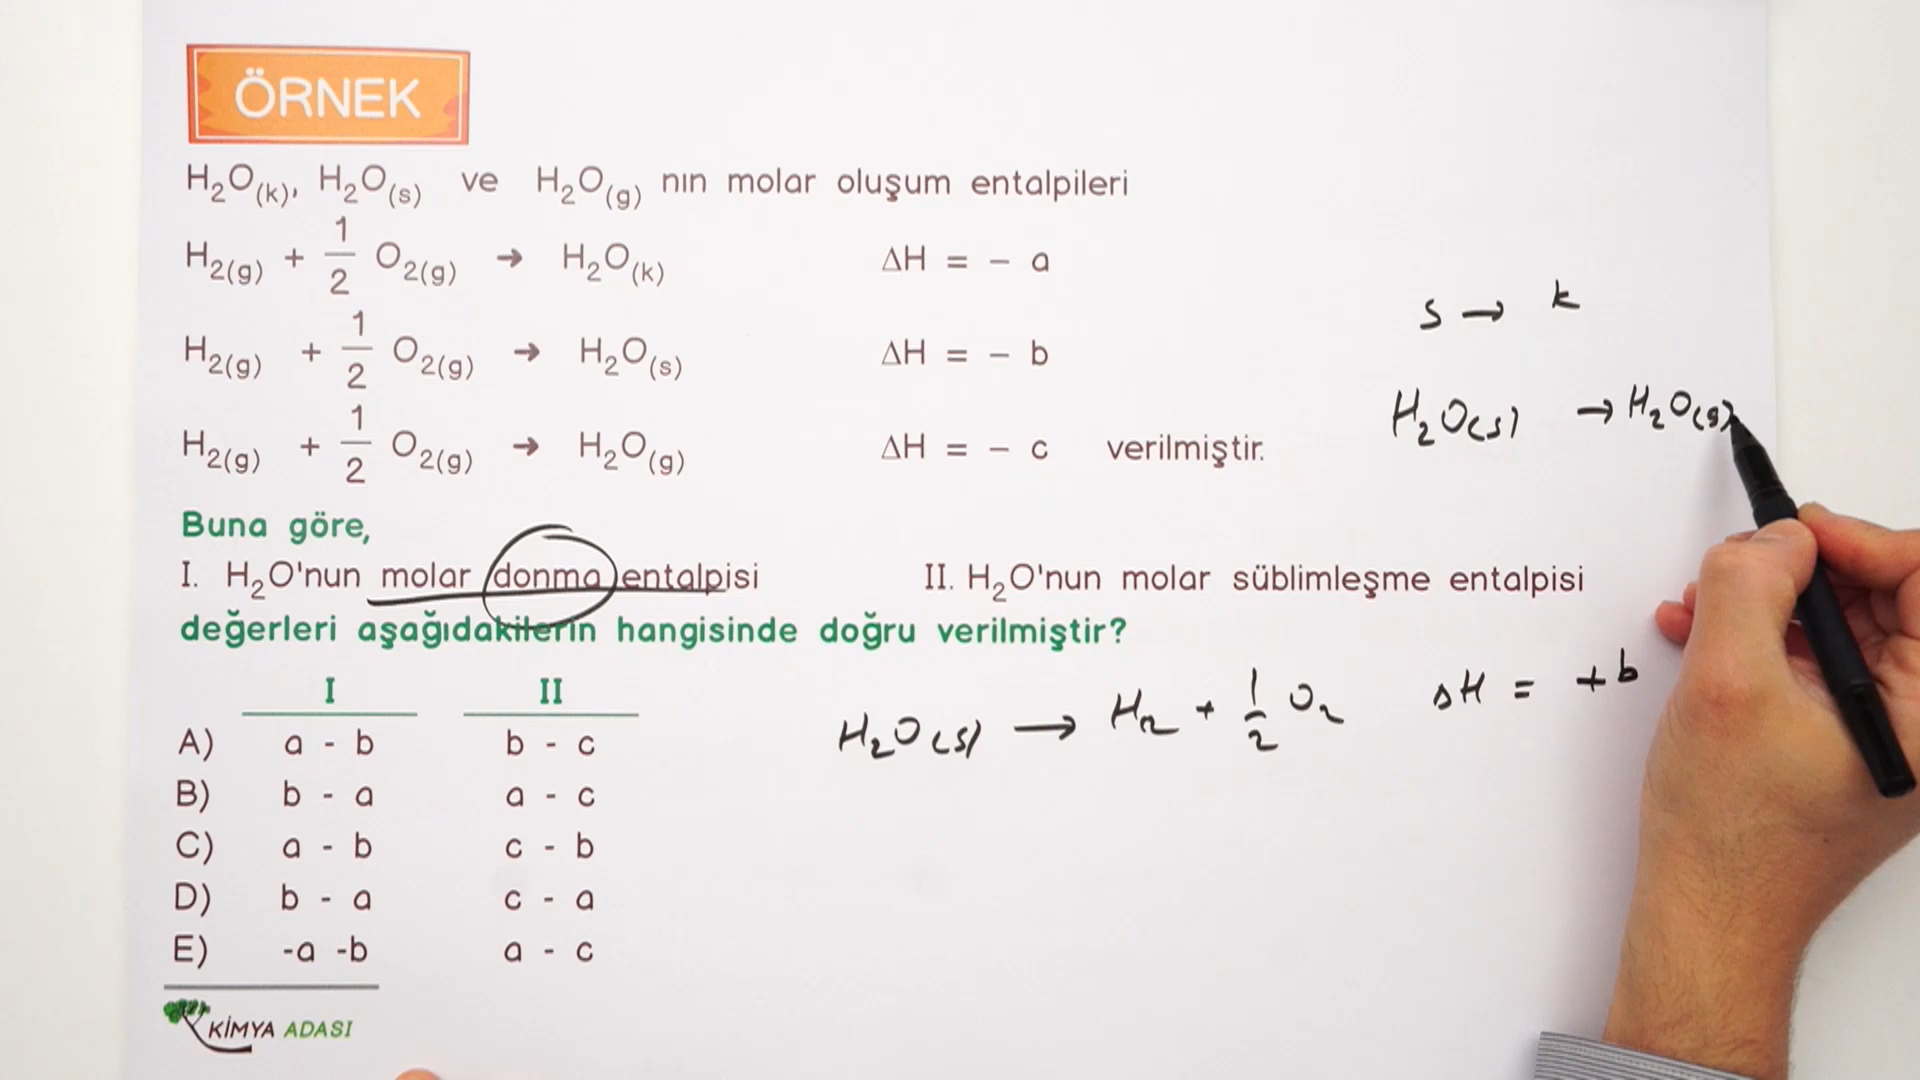 ÖRNEK
H₂O(k), H₂O(s) ve H₂O(g) nın molar oluşum entalpileri
H₂(g) + 1/2 O₂(g) → H₂O(k) ΔH = - a
H₂(g) + 1/2 O₂(g) → H₂O(s) ΔH = - b
H₂(g) + 1/2 O₂(g) → H₂O(g) ΔH = - c verilmiştir.
s → k
H₂O(s) → H₂O(g)
Buna göre,
I. H₂O'nun molar donma entalpisi II. H₂O'nun molar süblimleşme entalpisi
değerleri aşağıdakilerin hangisinde doğru verilmiştir?
I II
A) a - b b - c
B) b - a a - c
C) a - b c - b
D) b - a c - a
E) -a -b a - c
H₂O(s) → H₂ + 1/2 O₂ ΔH = +b
KİMYA ADASI